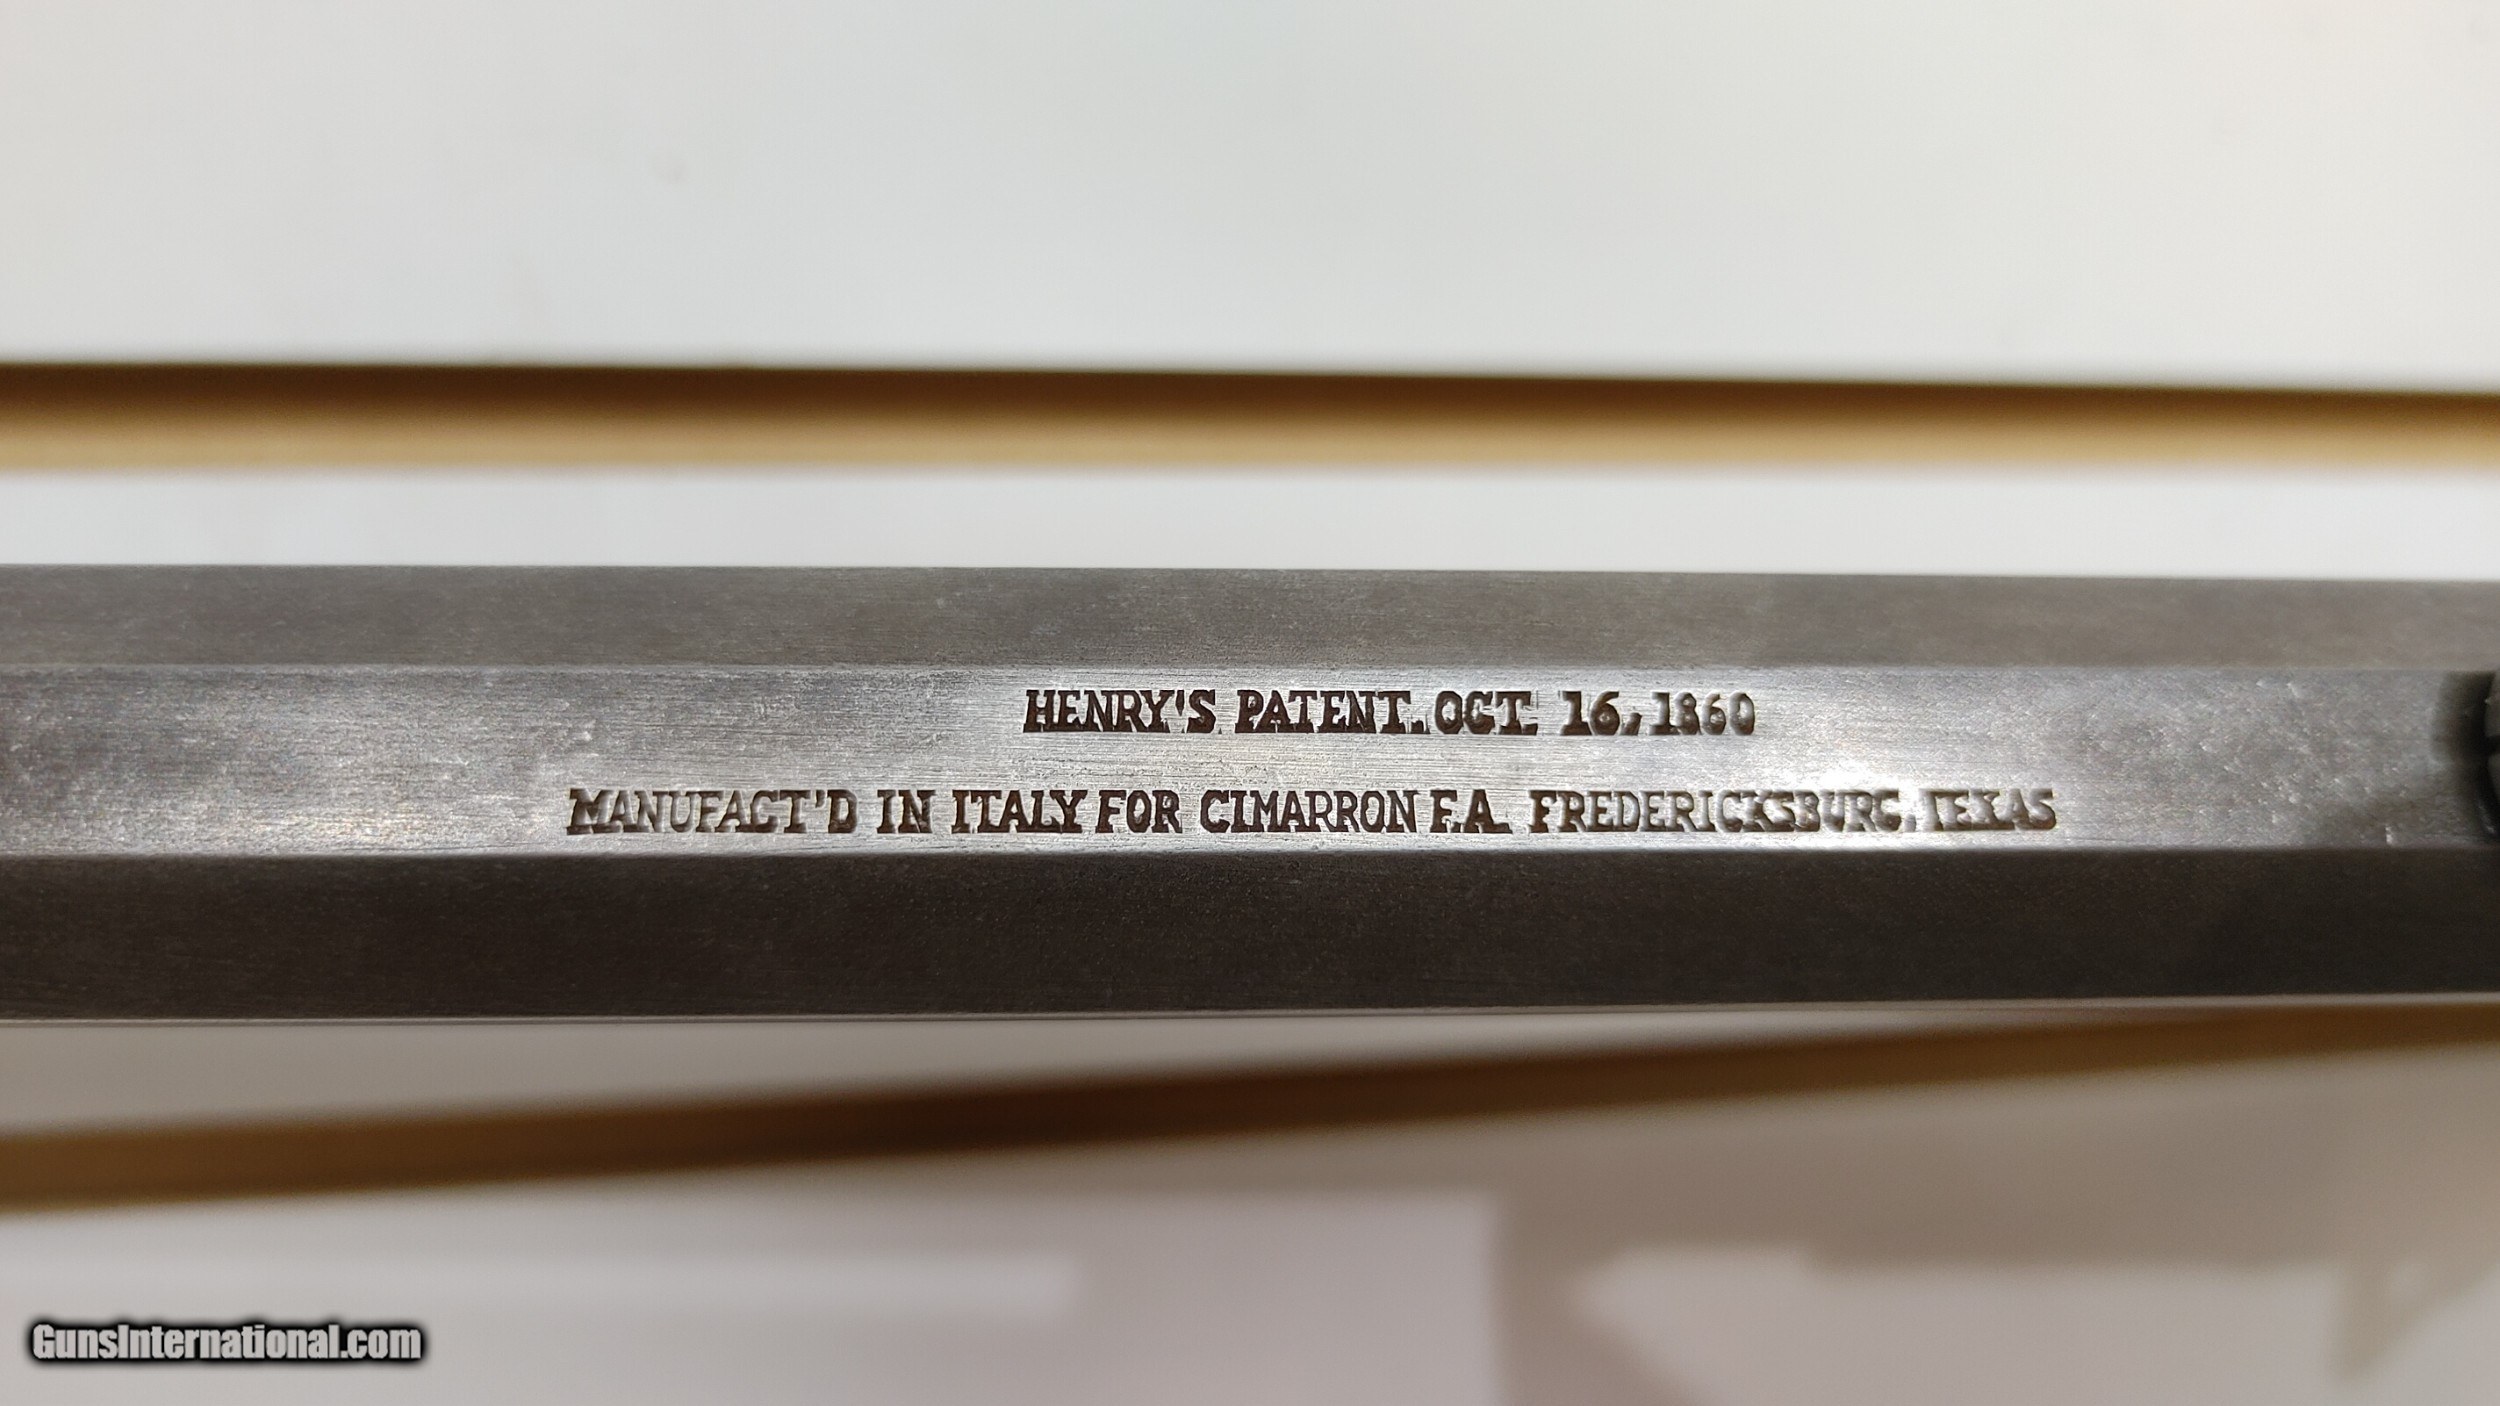 HENRY'S PATENT. OCT. 16, 1860
MANUFACT'D IN ITALY FOR CIMARRON F.A. FREDERICKSBURG, TEXAS
GunsInternational.com